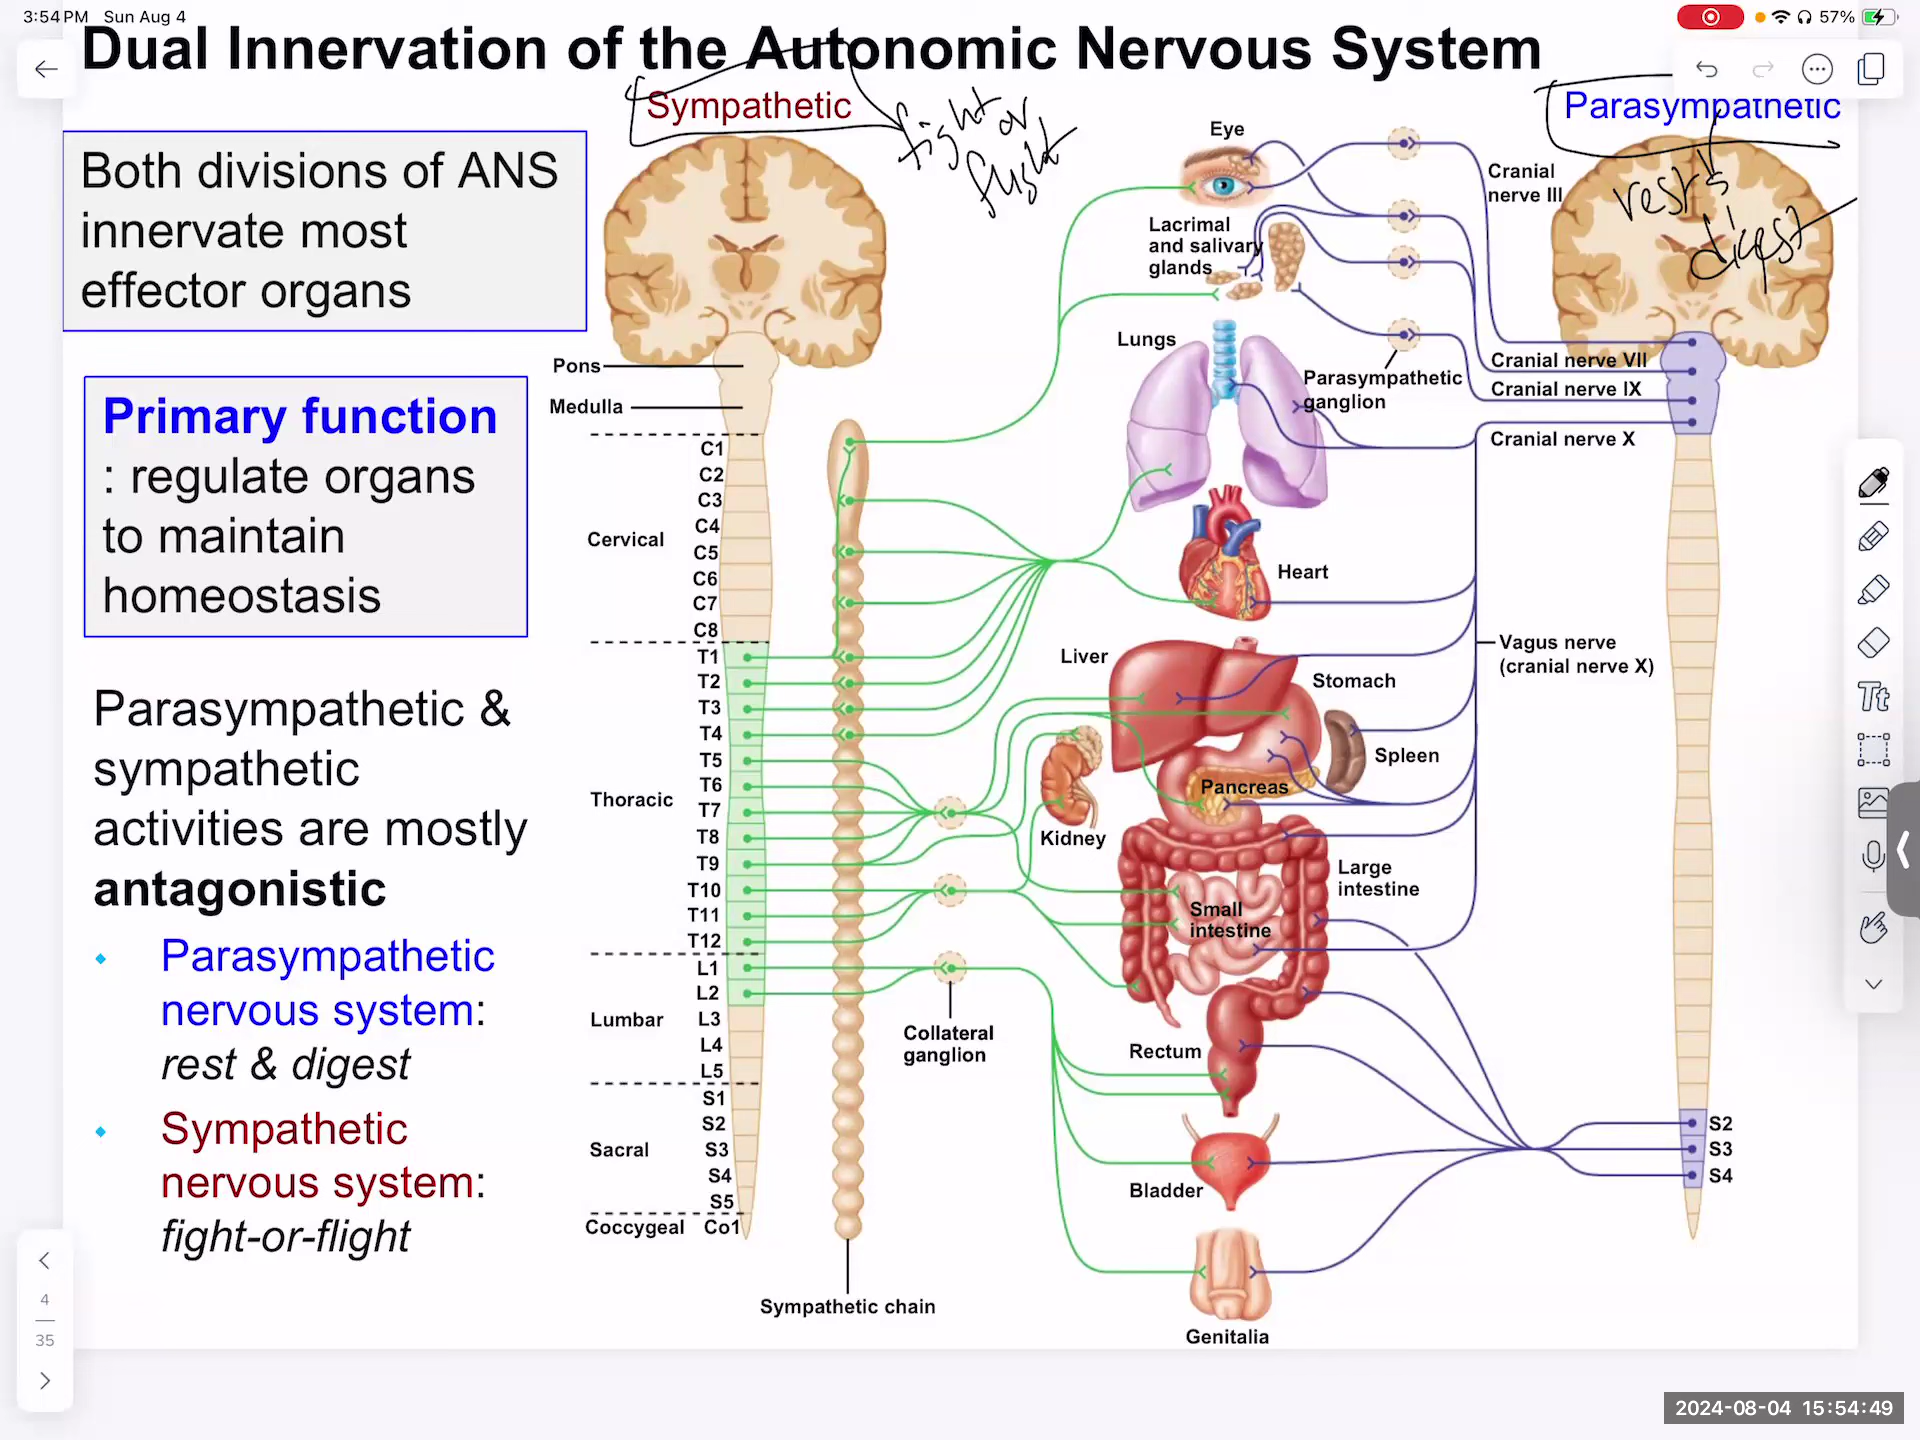 3:54 PM Sun Aug 4
57%
Dual Innervation of the Autonomic Nervous System
Sympathetic
Parasympathetic
fight or
flight
rest &
digest
Both divisions of ANS
innervate most
effector organs
Primary function
: regulate organs
to maintain
homeostasis
Parasympathetic &
sympathetic
activities are mostly
antagonistic
• Parasympathetic
nervous system:
rest & digest
• Sympathetic
nervous system:
fight-or-flight
Pons
Medulla
Cervical
C1
C2
C3
C4
C5
C6
C7
C8
Thoracic
T1
T2
T3
T4
T5
T6
T7
T8
T9
T10
T11
T12
Lumbar
L1
L2
L3
L4
L5
Sacral
S1
S2
S3
S4
S5
Coccygeal Co1
Sympathetic chain
Collateral
ganglion
Eye
Lacrimal
and salivary
glands
Lungs
Parasympathetic
ganglion
Heart
Liver
Stomach
Spleen
Pancreas
Kidney
Large
intestine
Small
intestine
Rectum
Bladder
Genitalia
Cranial
nerve III
Cranial nerve VII
Cranial nerve IX
Cranial nerve X
Vagus nerve
(cranial nerve X)
S2
S3
S4
Tt
4
35
2024-08-04 15:54:49